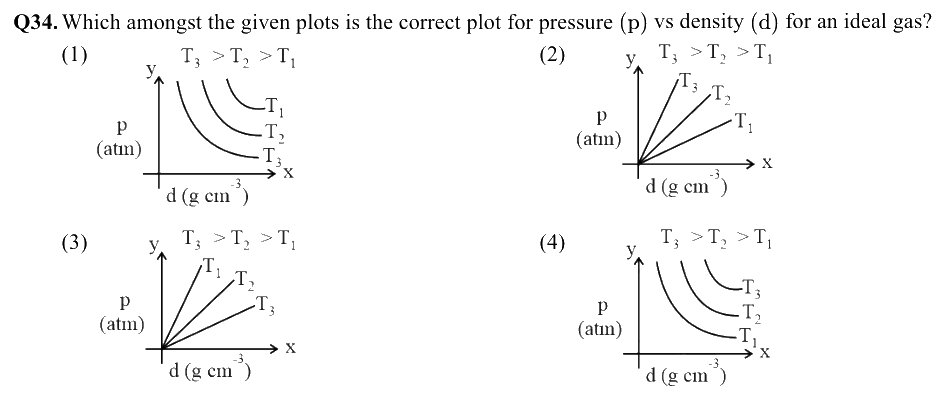 Q34. Which amongst the given plots is the correct plot for pressure (p) vs density (d) for an ideal gas?
(1) T₃ > T₂ > T₁
y
T₁
p
T₂
(atm)
T₃
x
d (g cm⁻³)
(2) T₃ > T₂ > T₁
y
T₃
T₂
p
T₁
(atm)
x
d (g cm⁻³)
(3) T₃ > T₂ > T₁
y
T₁
T₂
p
T₃
(atm)
x
d (g cm⁻³)
(4) T₃ > T₂ > T₁
y
T₃
p
T₂
(atm)
T₁
x
d (g cm⁻³)